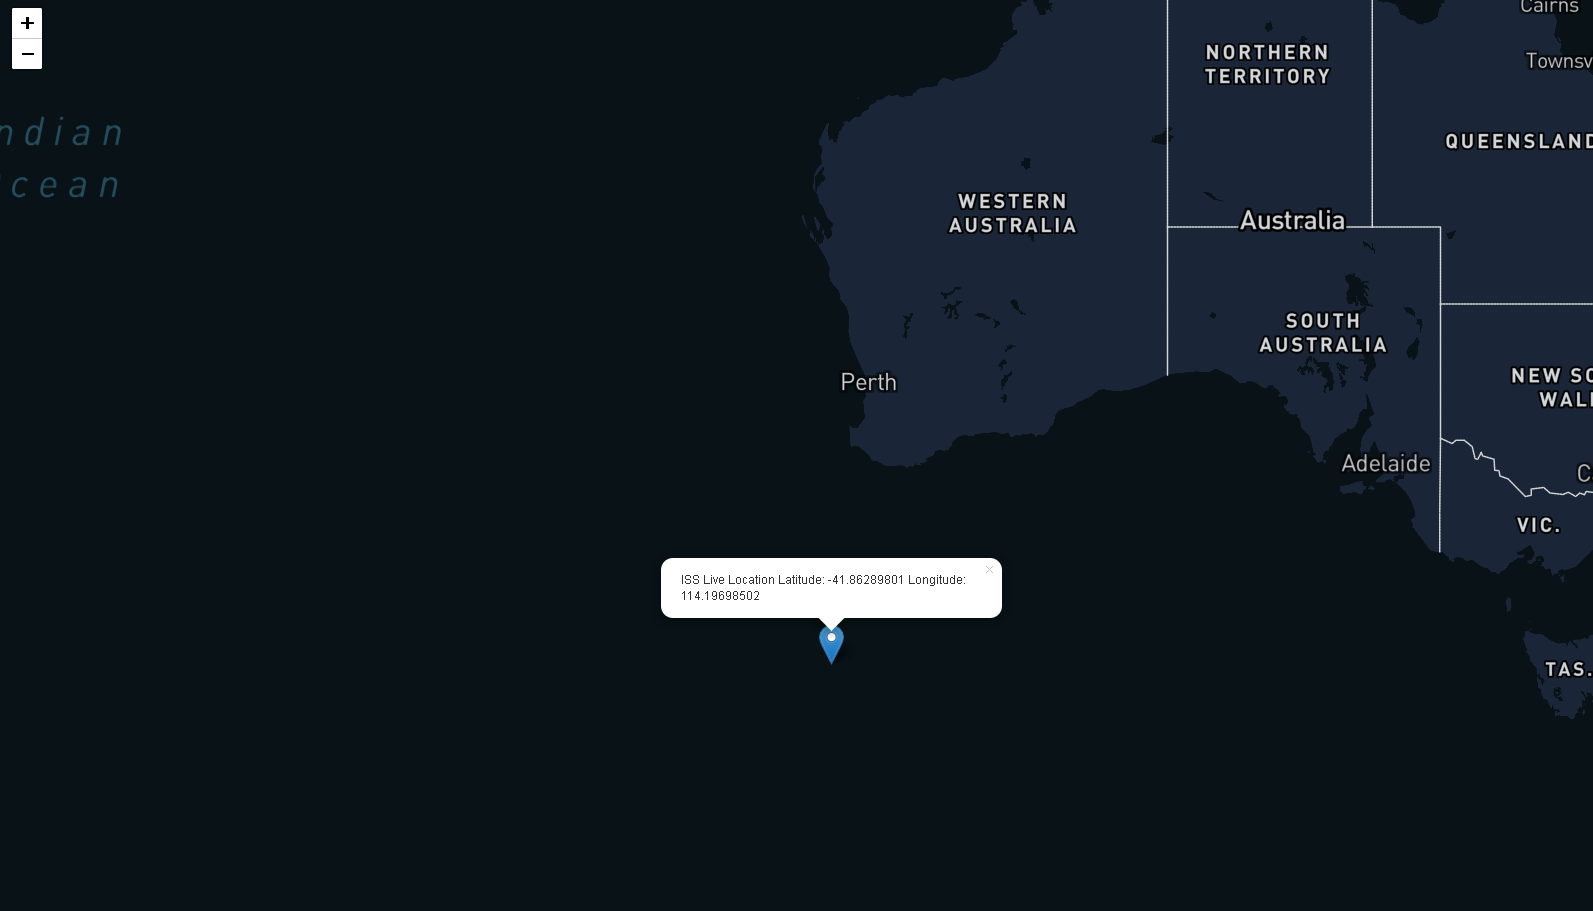 +
−
Cairns
NORTHERN
TERRITORY
Townsv
ndian
cean
QUEENSLAND
WESTERN
AUSTRALIA
Australia
SOUTH
AUSTRALIA
Perth
NEW SO
WAL
Adelaide
C
VIC.
ISS Live Location Latitude: -41.86289801 Longitude:
114.19698502
×
TAS.